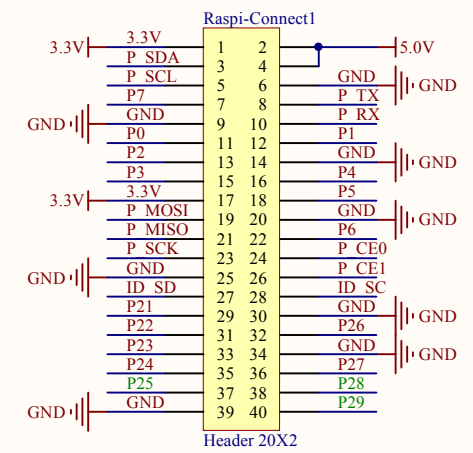 Raspi-Connect1
3.3V 3.3V 1 2 5.0V
P_SDA 3 4
P_SCL 5 6 GND GND
P7 7 8 P_TX
GND GND 9 10 P_RX
P0 11 12 P1
P2 13 14 GND GND
P3 15 16 P4
3.3V 3.3V 17 18 P5
P_MOSI 19 20 GND GND
P_MISO 21 22 P6
P_SCK 23 24 P_CE0
GND GND 25 26 P_CE1
ID_SD 27 28 ID_SC
P21 29 30 GND GND
P22 31 32 P26
P23 33 34 GND GND
P24 35 36 P27
P25 37 38 P28
GND GND 39 40 P29
Header 20X2